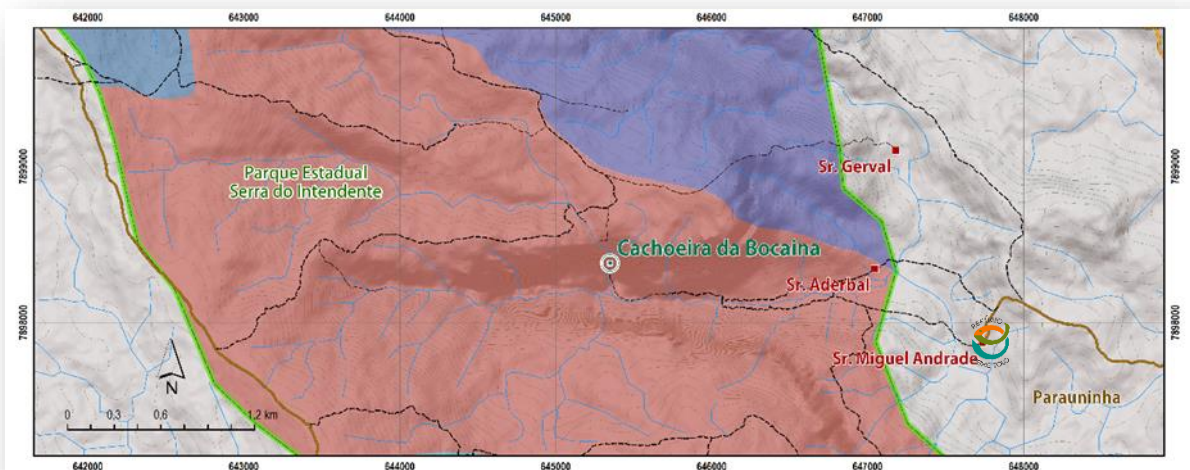 642000 643000 644000 645000 646000 647000 648000
7899000
7899000
Sr. Gerval
Parque Estadual
Serra do Intendente
Cachoeira da Bocaina
Sr. Aderbal
7898000
7898000
Sr. Miguel Andrade
N
Parauninha
0 0,3 0,6 1,2 km
642000 643000 644000 645000 646000 647000 648000